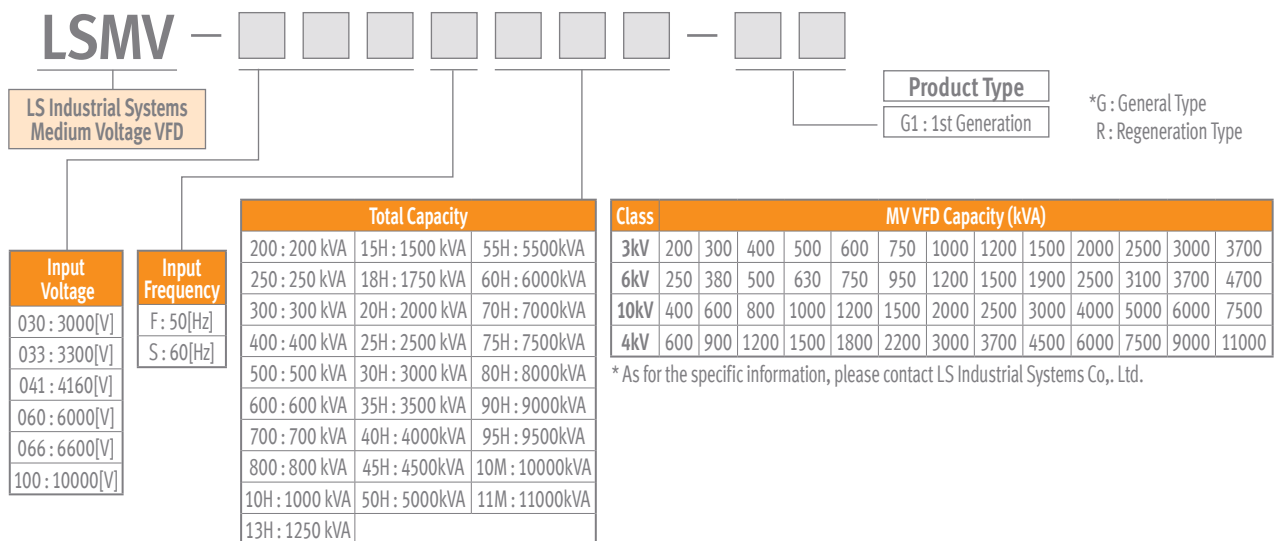 LSMV – –
LS Industrial Systems
Medium Voltage VFD
Product Type
G1 : 1st Generation
*G : General Type
R : Regeneration Type
Input
Voltage
030 : 3000[V]
033 : 3300[V]
041 : 4160[V]
060 : 6000[V]
066 : 6600[V]
100 : 10000[V]
Input
Frequency
F : 50[Hz]
S : 60[Hz]
Total Capacity
200 : 200 kVA 15H : 1500 kVA 55H : 5500kVA
250 : 250 kVA 18H : 1750 kVA 60H : 6000kVA
300 : 300 kVA 20H : 2000 kVA 70H : 7000kVA
400 : 400 kVA 25H : 2500 kVA 75H : 7500kVA
500 : 500 kVA 30H : 3000 kVA 80H : 8000kVA
600 : 600 kVA 35H : 3500 kVA 90H : 9000kVA
700 : 700 kVA 40H : 4000kVA 95H : 9500kVA
800 : 800 kVA 45H : 4500kVA 10M : 10000kVA
10H : 1000 kVA 50H : 5000kVA 11M : 11000kVA
13H : 1250 kVA
Class MV VFD Capacity (kVA)
3kV 200 300 400 500 600 750 1000 1200 1500 2000 2500 3000 3700
6kV 250 380 500 630 750 950 1200 1500 1900 2500 3100 3700 4700
10kV 400 600 800 1000 1200 1500 2000 2500 3000 4000 5000 6000 7500
4kV 600 900 1200 1500 1800 2200 3000 3700 4500 6000 7500 9000 11000
* As for the specific information, please contact LS Industrial Systems Co,. Ltd.